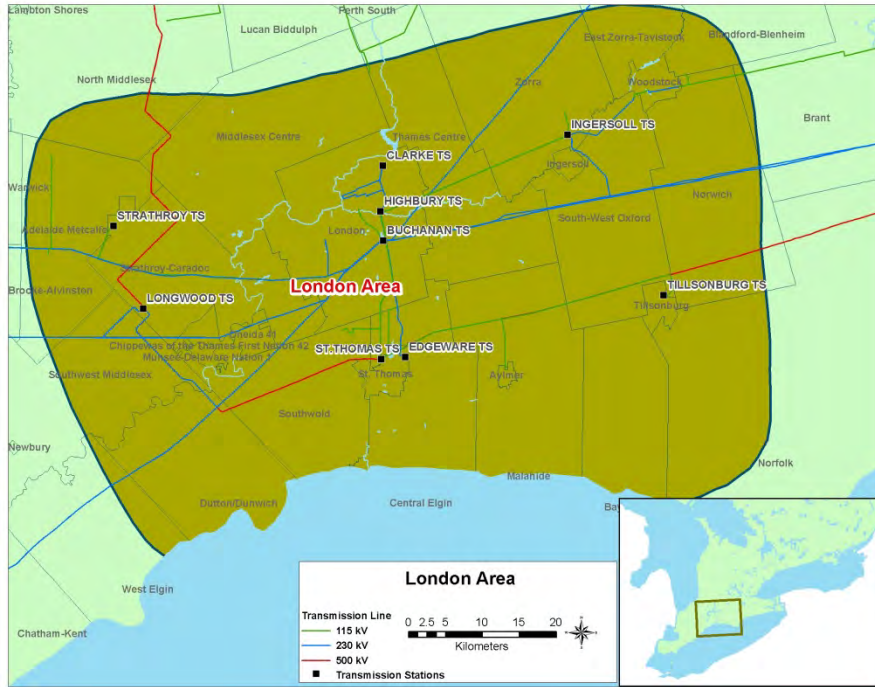 Lambton Shores
Perth South
Lucan Biddulph
East Zorra-Tavistock
Blandford-Blenheim
North Middlesex
Zorra
Woodstock
Brant
INGERSOLL TS
Middlesex Centre
Thames Centre
CLARKE TS
Ingersoll
Warwick
HIGHBURY TS
Norwich
STRATHROY TS
South-West Oxford
Adelaide Metcalfe
London
BUCHANAN TS
Strathroy-Caradoc
London Area
Brooke-Alvinston
LONGWOOD TS
TILLSONBURG TS
Tillsonburg
Oneida 41
Chippewas of the Thames First Nation 42
Munsee-Delaware Nation 1
ST.THOMAS TS
EDGEWARE TS
Southwest Middlesex
St. Thomas
Aylmer
Southwold
Newbury
Norfolk
Malahide
Dutton/Dunwich
Central Elgin
Ba
West Elgin
Chatham-Kent
London Area
Transmission Line
115 kV
230 kV
500 kV
Transmission Stations
0 2.5 5 10 15 20
Kilometers